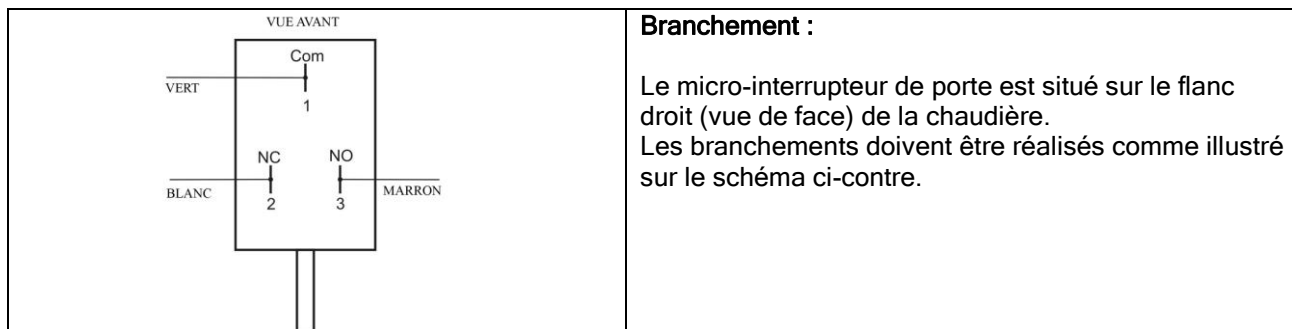 VUE AVANT
Com
VERT
1
NC NO
BLANC MARRON
2 3
Branchement :
Le micro-interrupteur de porte est situé sur le flanc
droit (vue de face) de la chaudière.
Les branchements doivent être réalisés comme illustré
sur le schéma ci-contre.